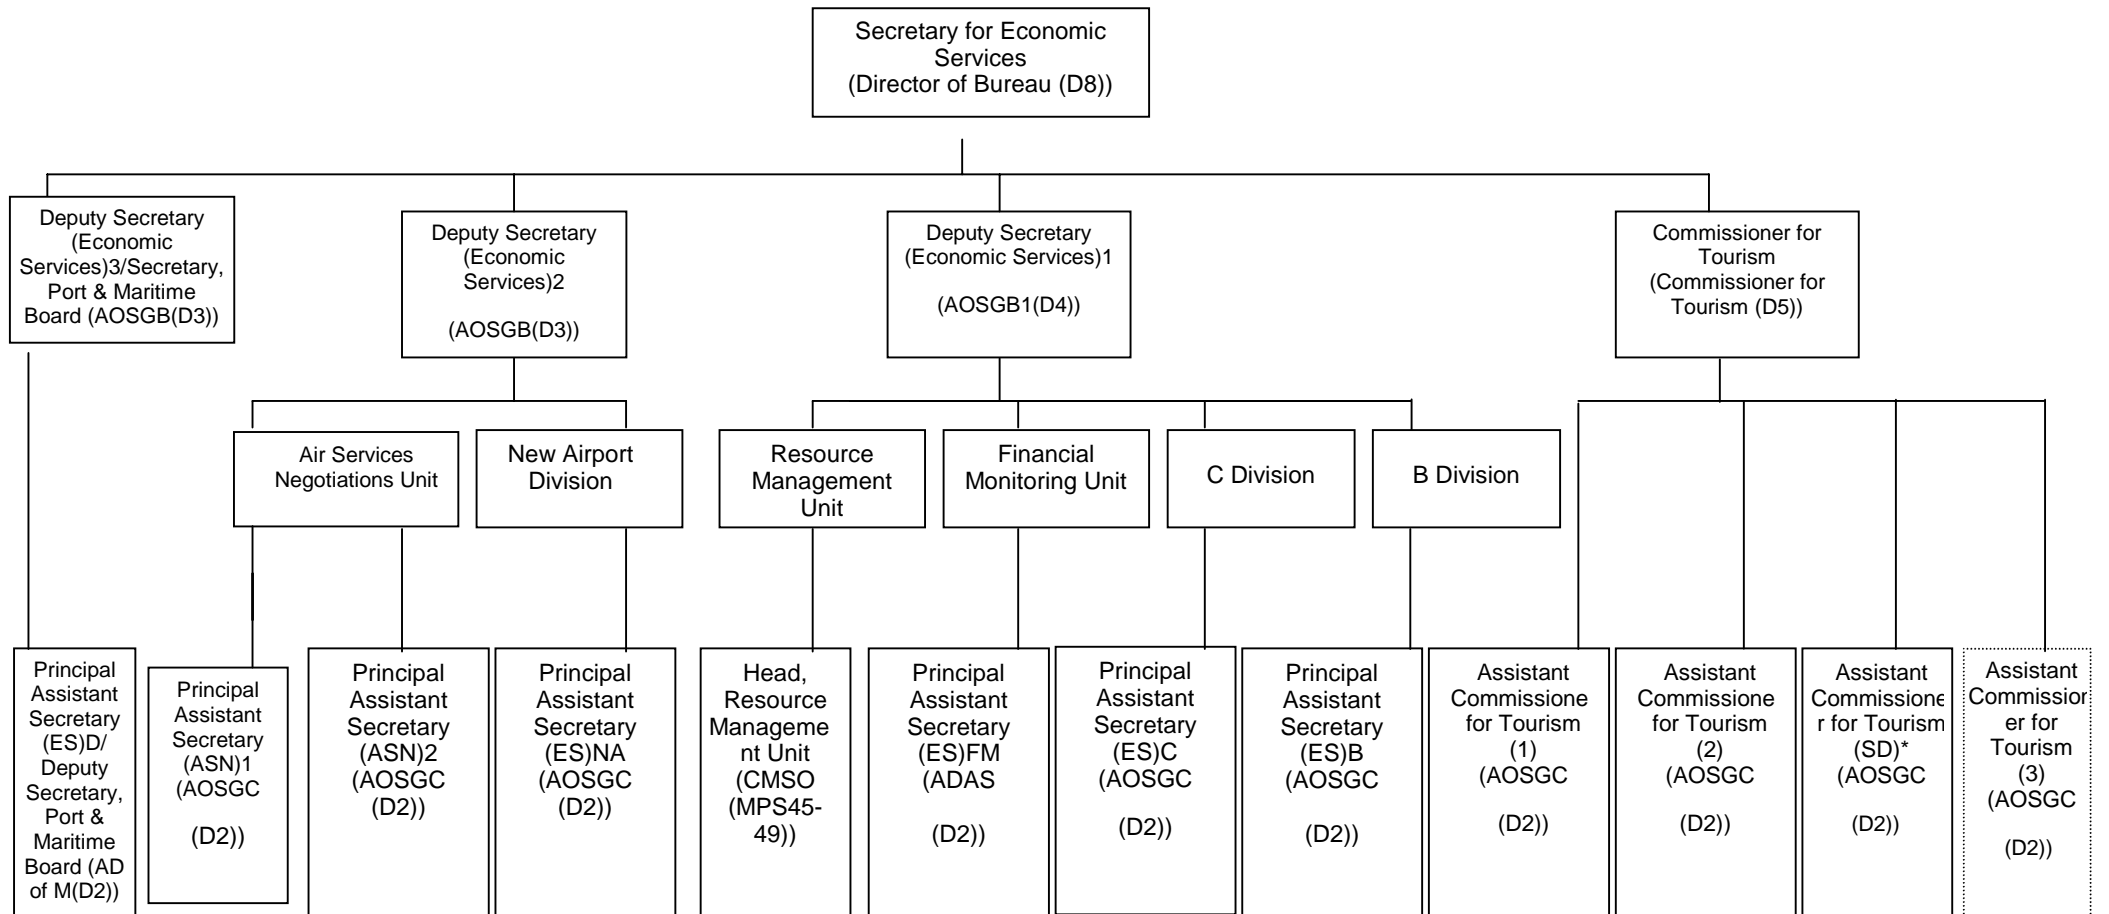 Secretary for Economic
Services
(Director of Bureau (D8))
Deputy Secretary
(Economic
Services)3/Secretary,
Port & Maritime
Board (AOSGB(D3))
Deputy Secretary
(Economic
Services)2
(AOSGB(D3))
Deputy Secretary
(Economic Services)1
(AOSGB1(D4))
Commissioner for
Tourism
(Commissioner for
Tourism (D5))
Air Services
Negotiations Unit
New Airport
Division
Resource
Management
Unit
Financial
Monitoring Unit
C Division
B Division
Principal
Assistant
Secretary
(ES)D/
Deputy
Secretary,
Port &
Maritime
Board (AD
of M(D2))
Principal
Assistant
Secretary
(ASN)1
(AOSGC
(D2))
Principal
Assistant
Secretary
(ASN)2
(AOSGC
(D2))
Principal
Assistant
Secretary
(ES)NA
(AOSGC
(D2))
Head,
Resource
Manageme
nt Unit
(CMSO
(MPS45-
49))
Principal
Assistant
Secretary
(ES)FM
(ADAS
(D2))
Principal
Assistant
Secretary
(ES)C
(AOSGC
(D2))
Principal
Assistant
Secretary
(ES)B
(AOSGC
(D2))
Assistant
Commissione
for Tourism
(1)
(AOSGC
(D2))
Assistant
Commissione
for Tourism
(2)
(AOSGC
(D2))
Assistant
Commissione
r for Tourism
(SD)*
(AOSGC
(D2))
Assistant
Commission
er for
Tourism
(3)
(AOSGC
(D2))